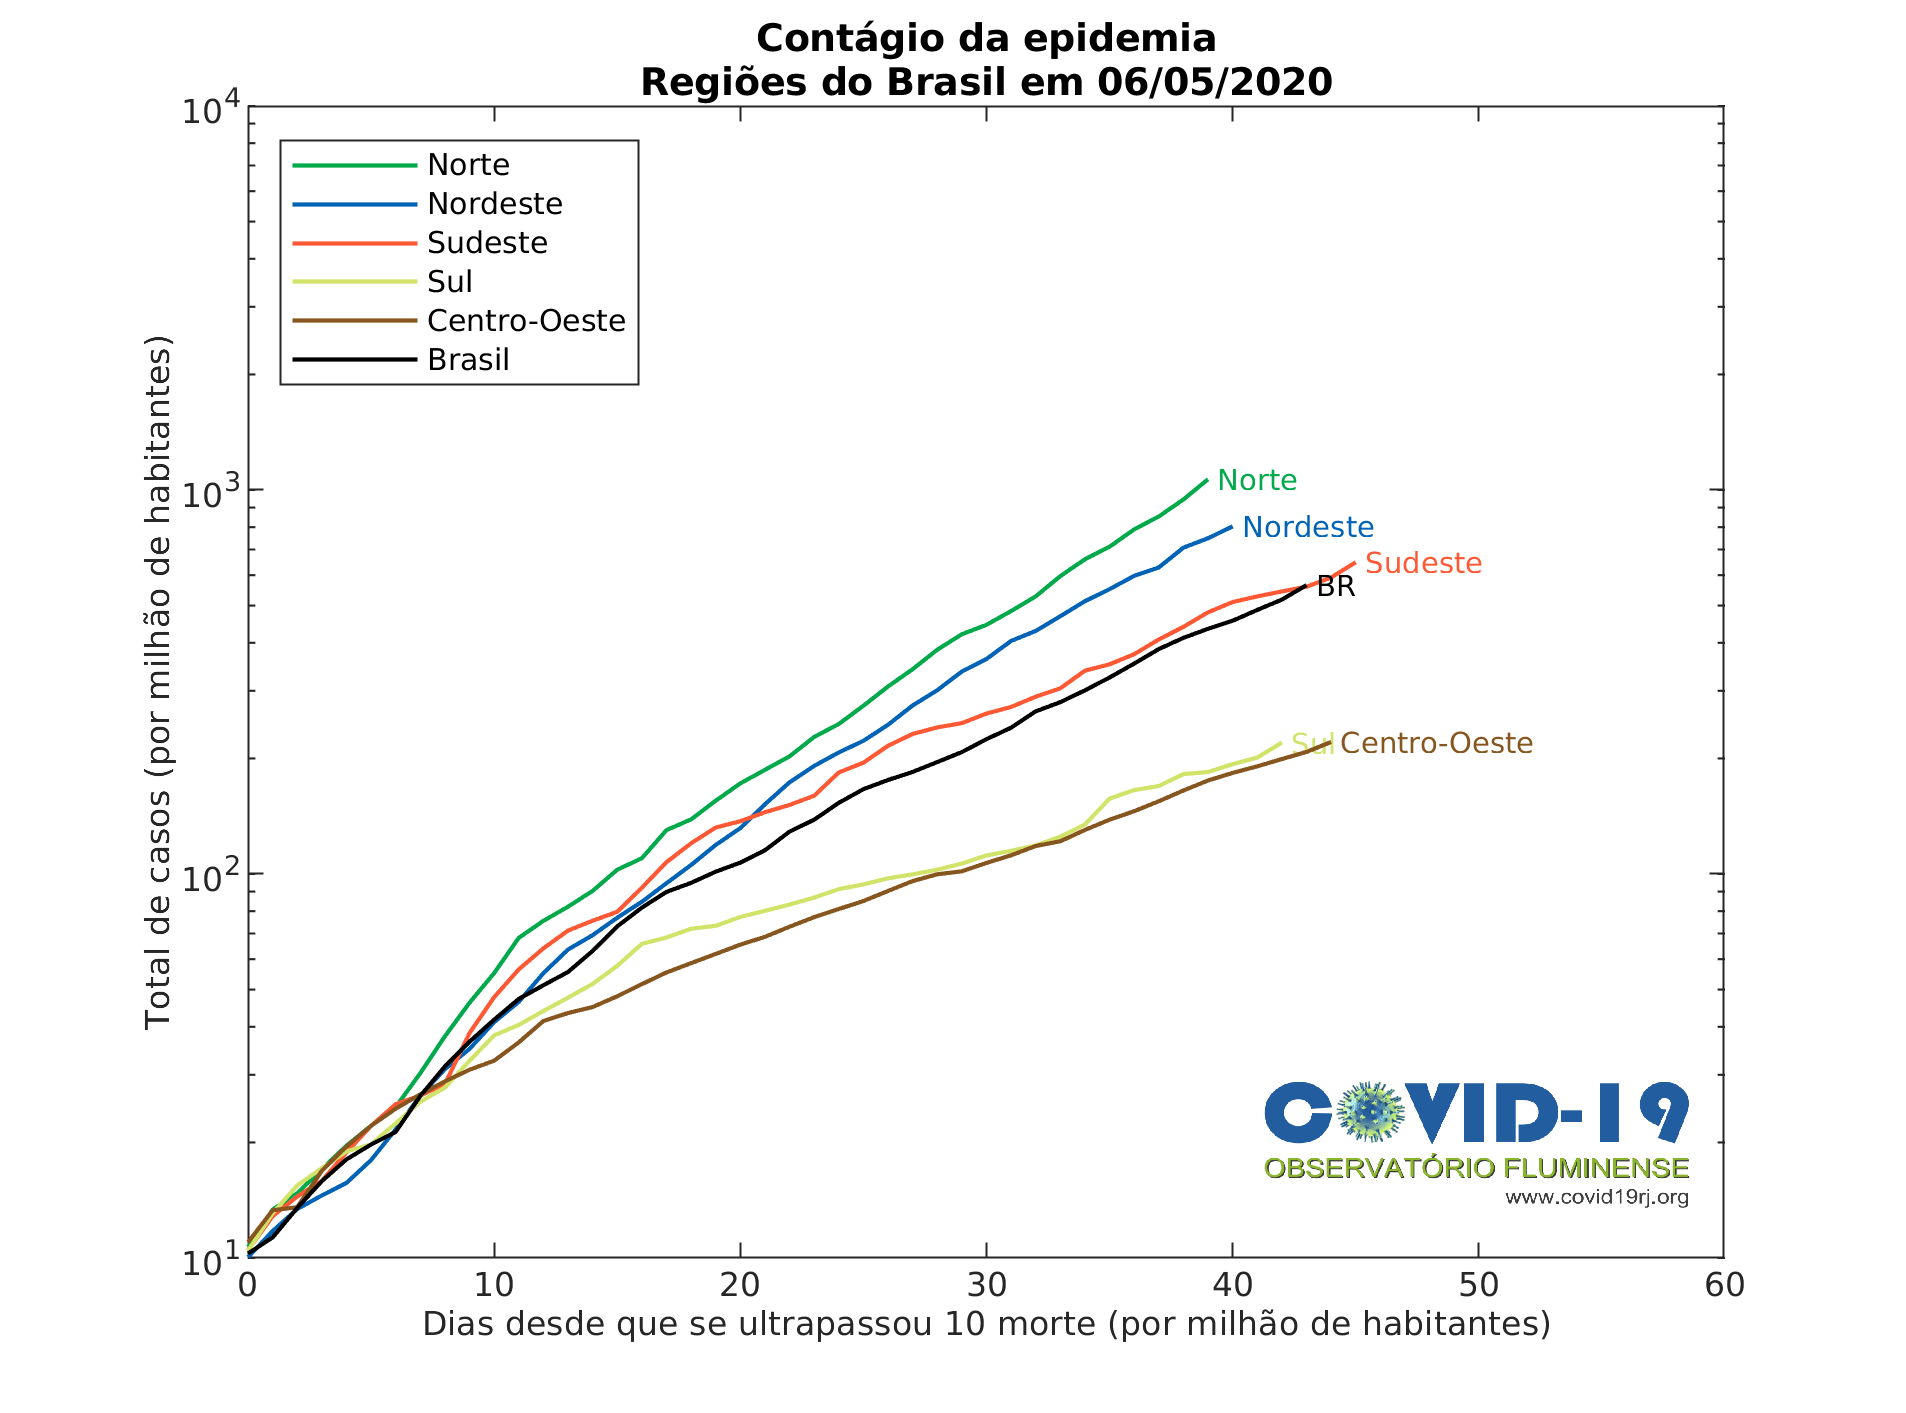 Contágio da epidemia
Regiões do Brasil em 06/05/2020
Total de casos (por milhão de habitantes)
10^4
10^3
10^2
10^1
Norte
Nordeste
Sudeste
Sul
Centro-Oeste
Brasil
Norte
Nordeste
Sudeste
BR
Sul Centro-Oeste
COVID-19
OBSERVATÓRIO FLUMINENSE
www.covid19rj.org
0 10 20 30 40 50 60
Dias desde que se ultrapassou 10 morte (por milhão de habitantes)